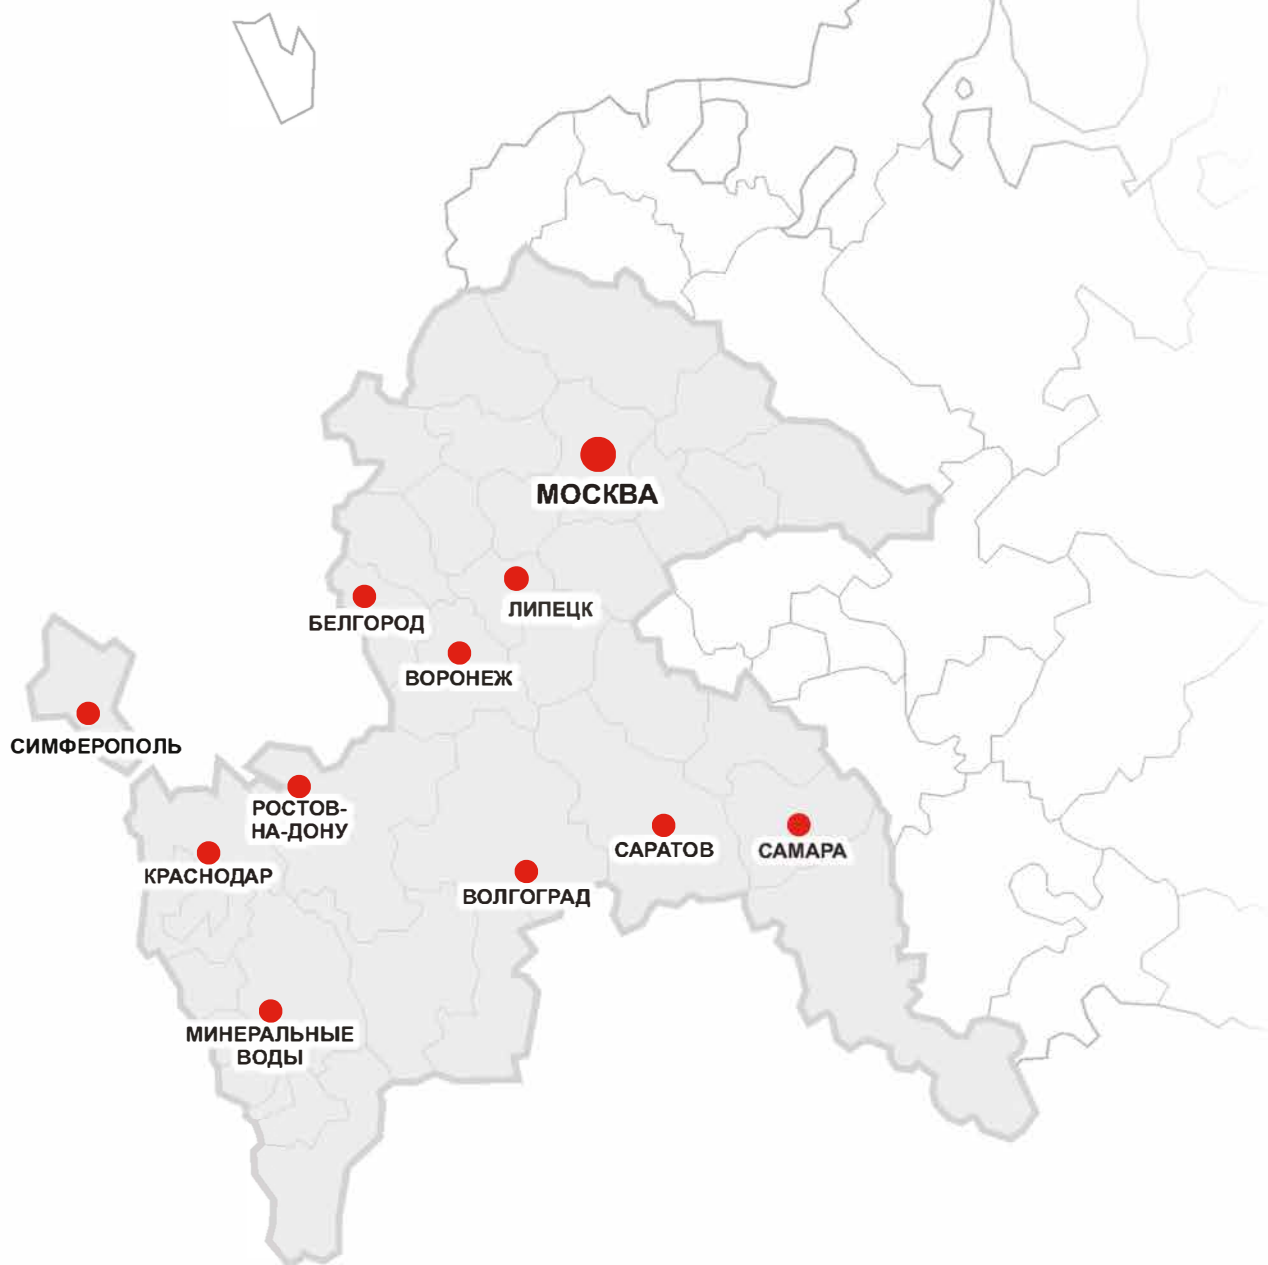 МОСКВА
ЛИПЕЦК
БЕЛГОРОД
ВОРОНЕЖ
СИМФЕРОПОЛЬ
РОСТОВ-
НА-ДОНУ
САРАТОВ
САМАРА
КРАСНОДАР
ВОЛГОГРАД
МИНЕРАЛЬНЫЕ
ВОДЫ